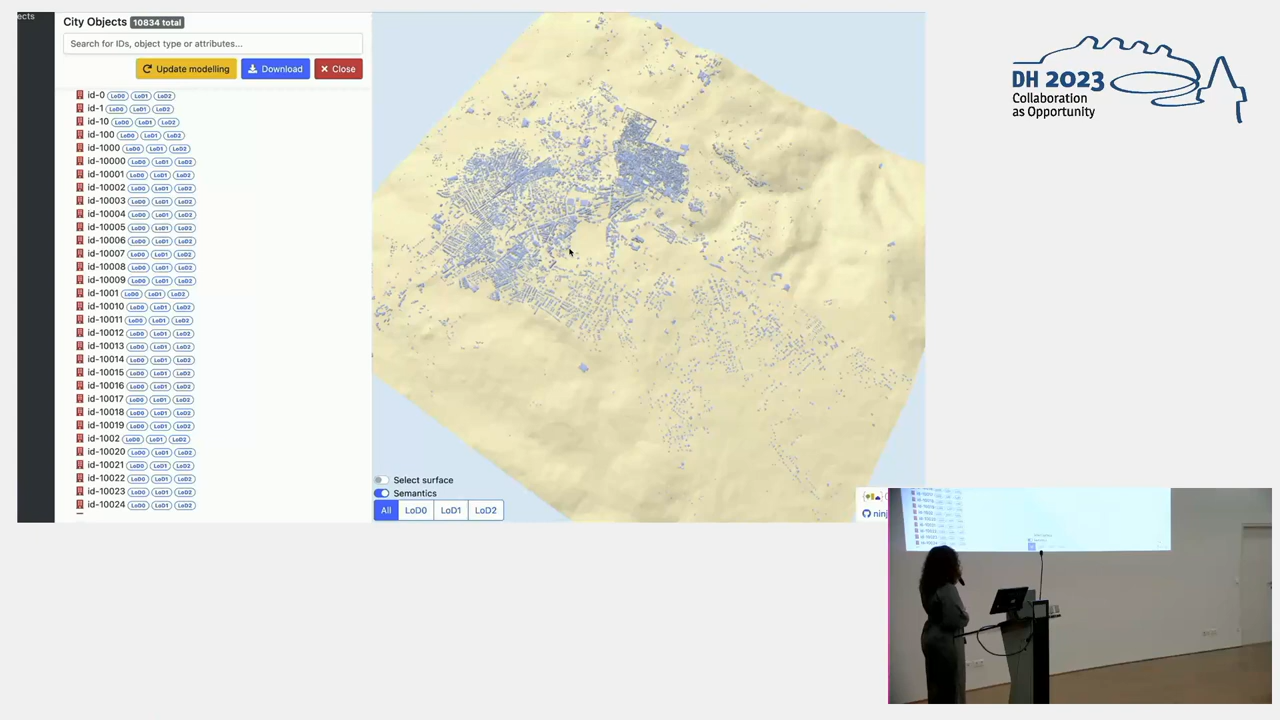 ects
City Objects 10834 total
Search for IDs, object type or attributes...
Update modelling Download Close
id-0 LoD0 LoD1 LoD2
id-1 LoD0 LoD1 LoD2
id-10 LoD0 LoD1 LoD2
id-100 LoD0 LoD1 LoD2
id-1000 LoD0 LoD1 LoD2
id-10000 LoD0 LoD1 LoD2
id-10001 LoD0 LoD1 LoD2
id-10002 LoD0 LoD1 LoD2
id-10003 LoD0 LoD1 LoD2
id-10004 LoD0 LoD1 LoD2
id-10005 LoD0 LoD1 LoD2
id-10006 LoD0 LoD1 LoD2
id-10007 LoD0 LoD1 LoD2
id-10008 LoD0 LoD1 LoD2
id-10009 LoD0 LoD1 LoD2
id-1001 LoD0 LoD1 LoD2
id-10010 LoD0 LoD1 LoD2
id-10011 LoD0 LoD1 LoD2
id-10012 LoD0 LoD1 LoD2
id-10013 LoD0 LoD1 LoD2
id-10014 LoD0 LoD1 LoD2
id-10015 LoD0 LoD1 LoD2
id-10016 LoD0 LoD1 LoD2
id-10017 LoD0 LoD1 LoD2
id-10018 LoD0 LoD1 LoD2
id-10019 LoD0 LoD1 LoD2
id-1002 LoD0 LoD1 LoD2
id-10020 LoD0 LoD1 LoD2
id-10021 LoD0 LoD1 LoD2
id-10022 LoD0 LoD1 LoD2
id-10023 LoD0 LoD1 LoD2
id-10024 LoD0 LoD1 LoD2
Select surface
Semantics
All LoD0 LoD1 LoD2
ninj
DH 2023
Collaboration
as Opportunity